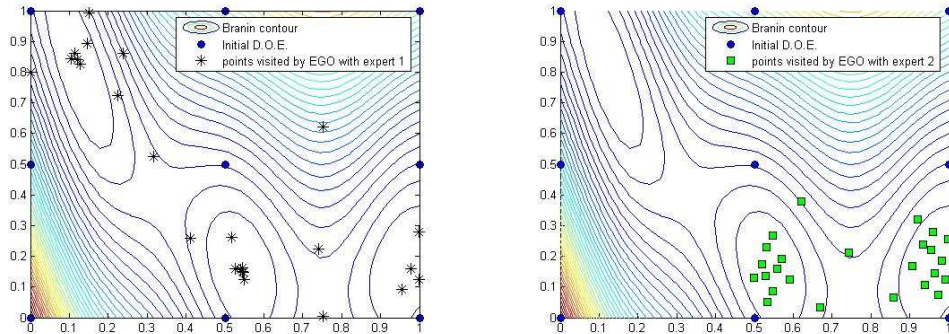 Branin contour
Initial D.O.E.
points visited by EGO with expert 1
1
0.9
0.8
0.7
0.6
0.5
0.4
0.3
0.2
0.1
0
0 0.1 0.2 0.3 0.4 0.5 0.6 0.7 0.8 0.9 1
Branin contour
Initial D.O.E.
points visited by EGO with expert 2
1
0.9
0.8
0.7
0.6
0.5
0.4
0.3
0.2
0.1
0
0 0.1 0.2 0.3 0.4 0.5 0.6 0.7 0.8 0.9